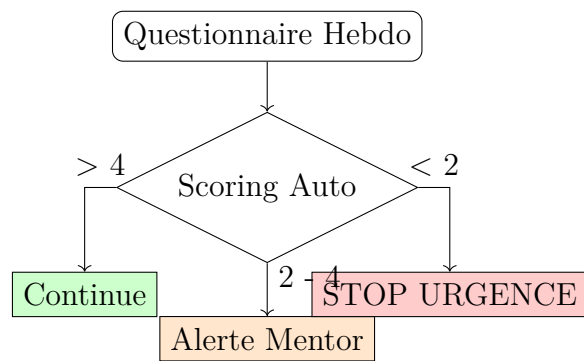 Questionnaire Hebdo
> 4
< 2
Scoring Auto
2 - 4
Continue
STOP URGENCE
Alerte Mentor